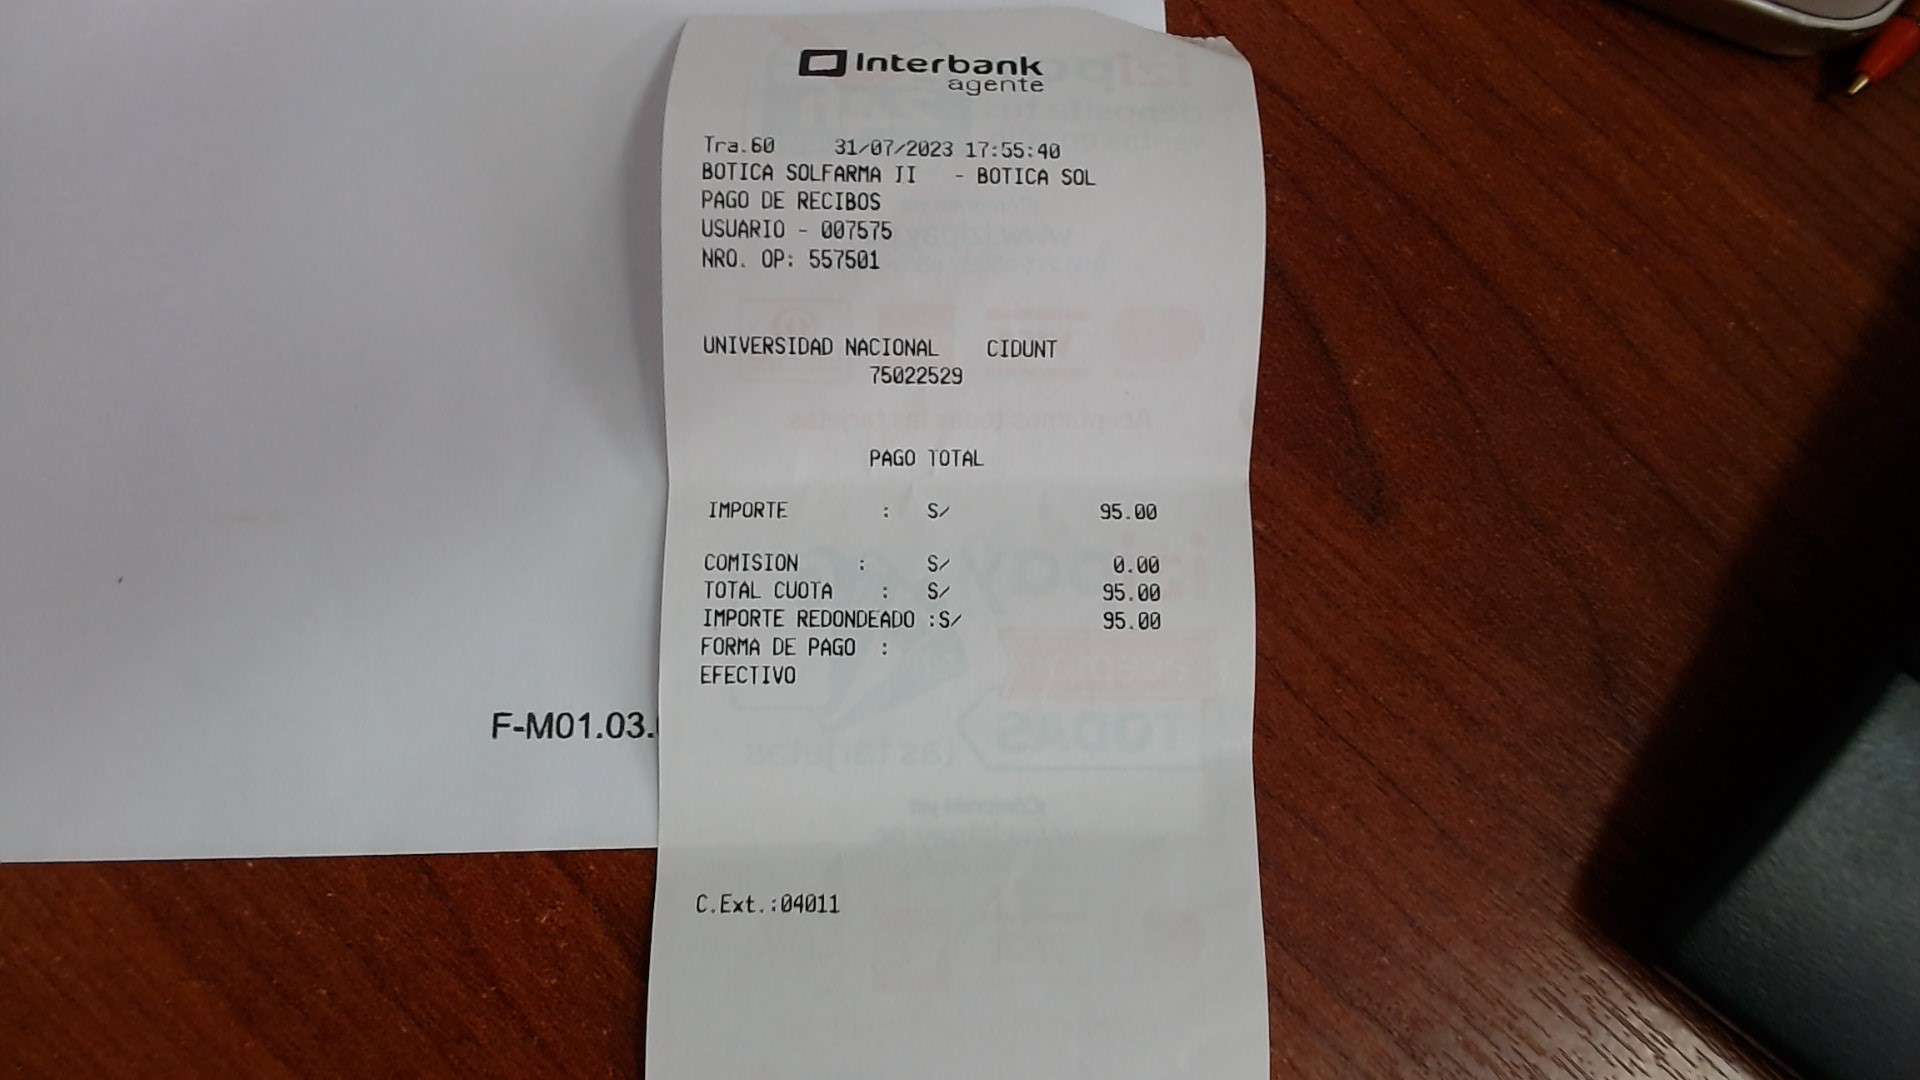 Interbank
agente
Tra.60 31/07/2023 17:55:40
BOTICA SOLFARMA II - BOTICA SOL
PAGO DE RECIBOS
USUARIO - 007575
NRO. OP: 557501
UNIVERSIDAD NACIONAL CIDUNT
75022529
PAGO TOTAL
IMPORTE : S/ 95.00
COMISION : S/ 0.00
TOTAL CUOTA : S/ 95.00
IMPORTE REDONDEADO :S/ 95.00
FORMA DE PAGO :
EFECTIVO
F-M01.03.
C.Ext.:04011